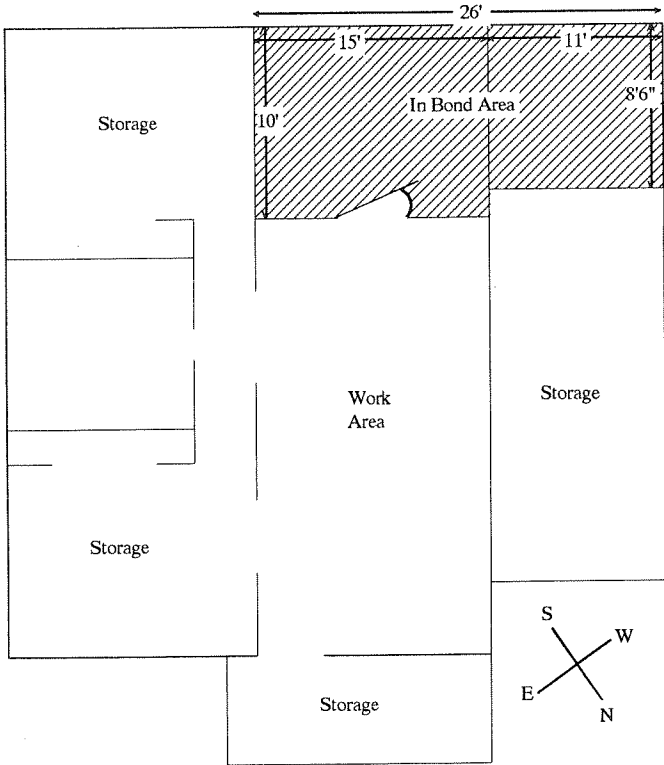 26'
15'
11'
Storage
10'
In Bond Area
8'6"
Work
Area
Storage
Storage
S
W
E
N
Storage